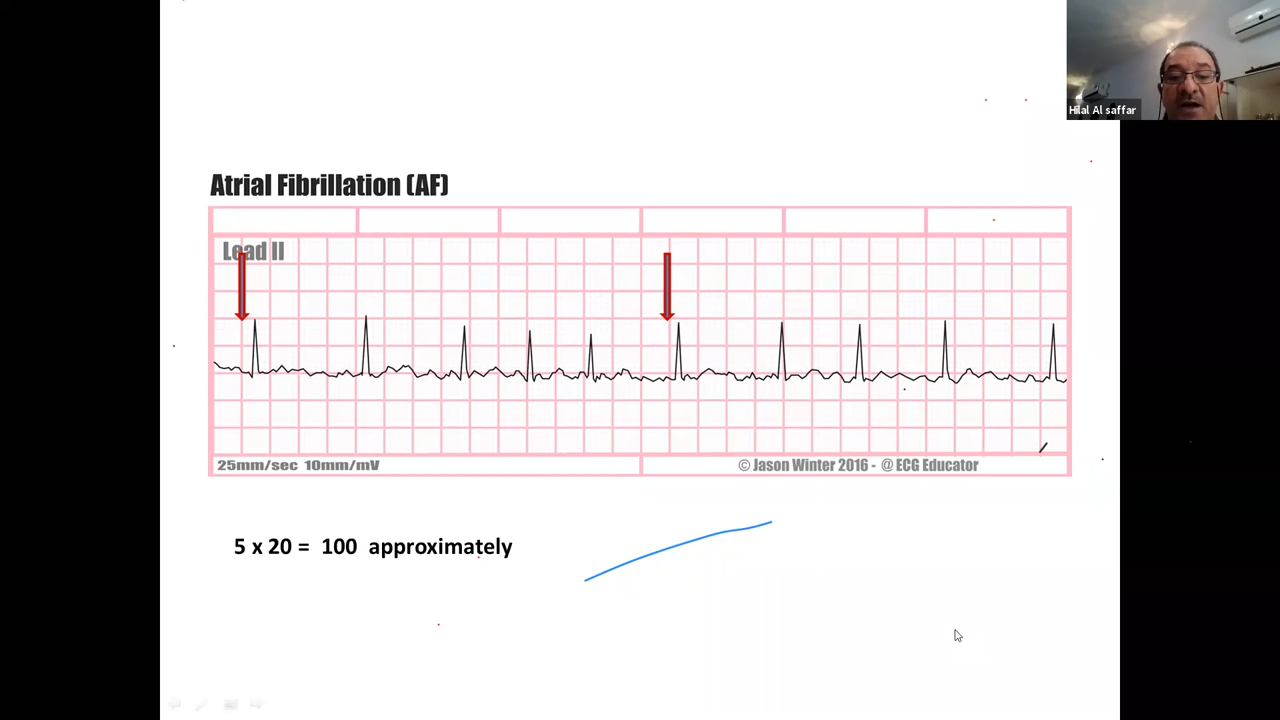 Hilal Al saffar
Atrial Fibrillation (AF)
Lead II
25mm/sec 10mm/mV
© Jason Winter 2016 - @ ECG Educator
5 x 20 = 100 approximately